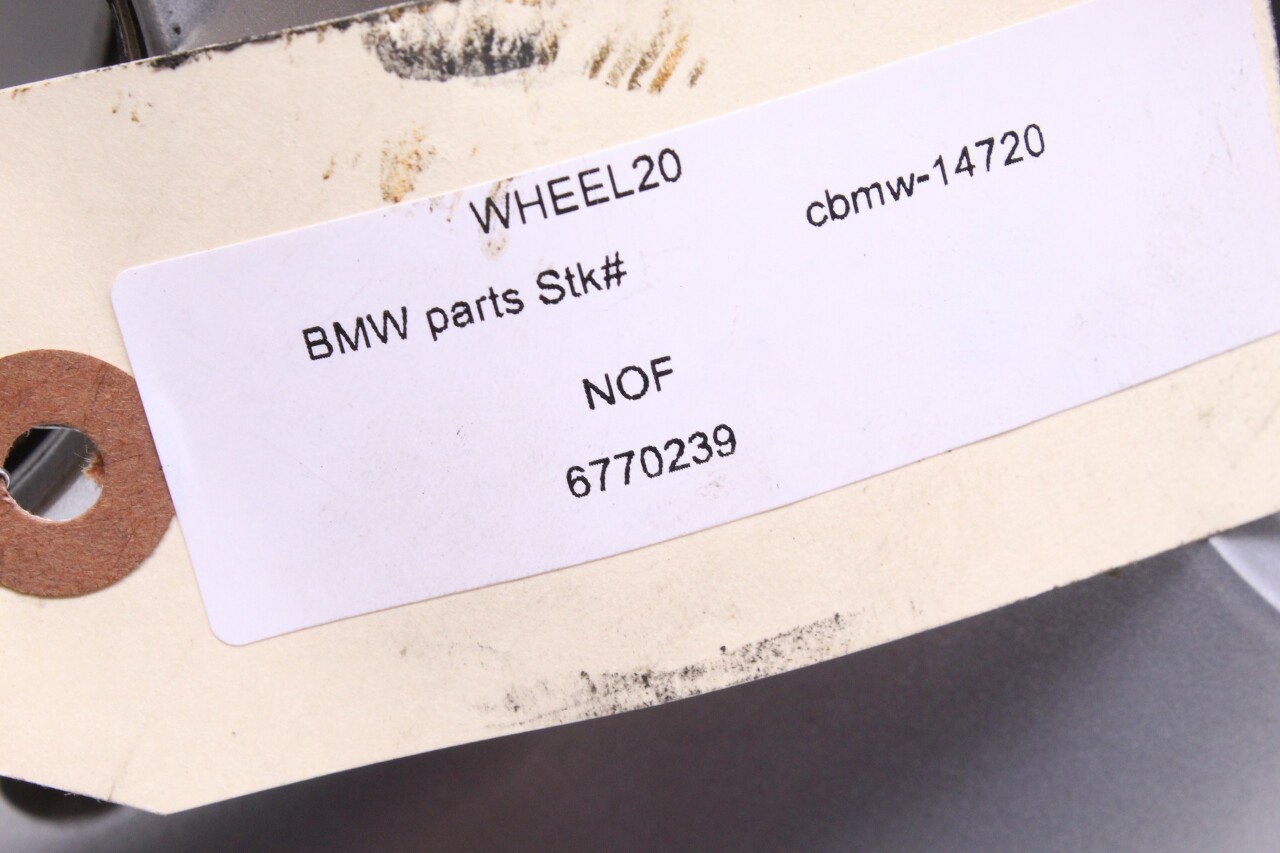 WHEEL20 cbmw-14720
BMW parts Stk#
NOF
6770239